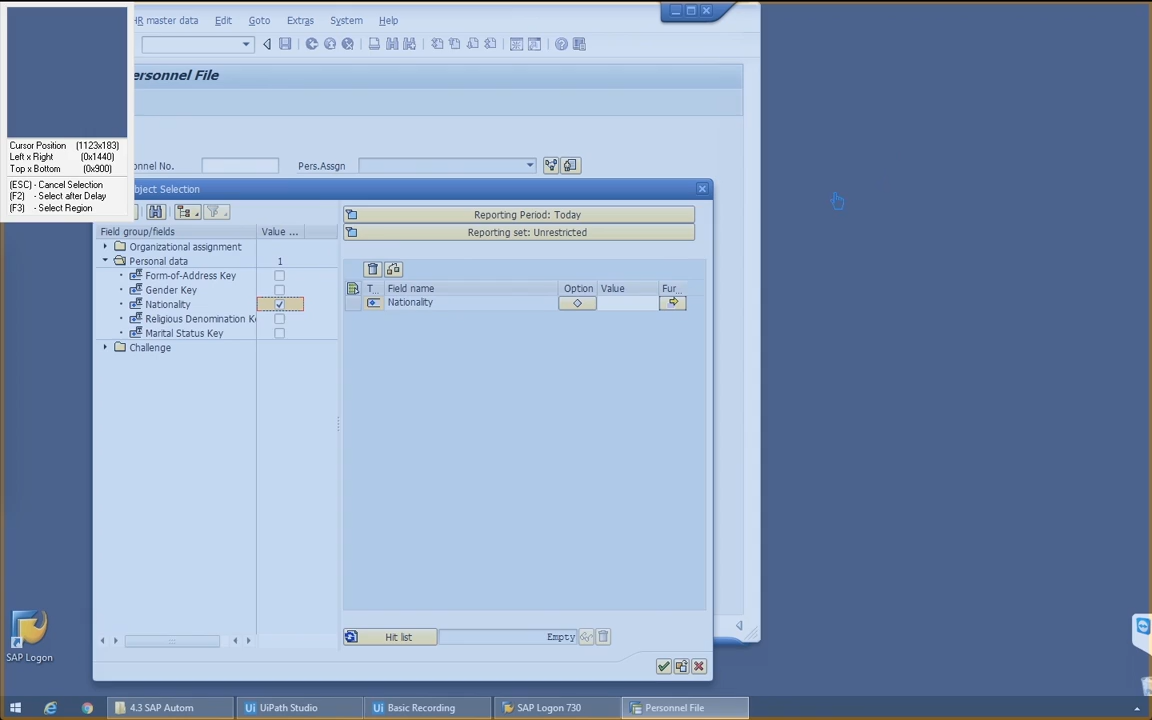 HR master data Edit Goto Extras System Help
ersonnel File
Cursor Position (1123x183)
Left x Right (0x1440)
Top x Bottom (0x900)
(ESC) - Cancel Selection
(F2) - Select after Delay
(F3) - Select Region
nnel No. Pers.Assgn
bject Selection
Field group/fields Value ...
Organizational assignment
Personal data 1
Form-of-Address Key
Gender Key
Nationality
Religious Denomination Ke
Marital Status Key
Challenge
Reporting Period: Today
Reporting set: Unrestricted
T... Field name Option Value Fur...
Nationality
Hit list Empty
SAP Logon
4.3 SAP Autom
Ui UiPath Studio
Ui Basic Recording
SAP Logon 730
Personnel File